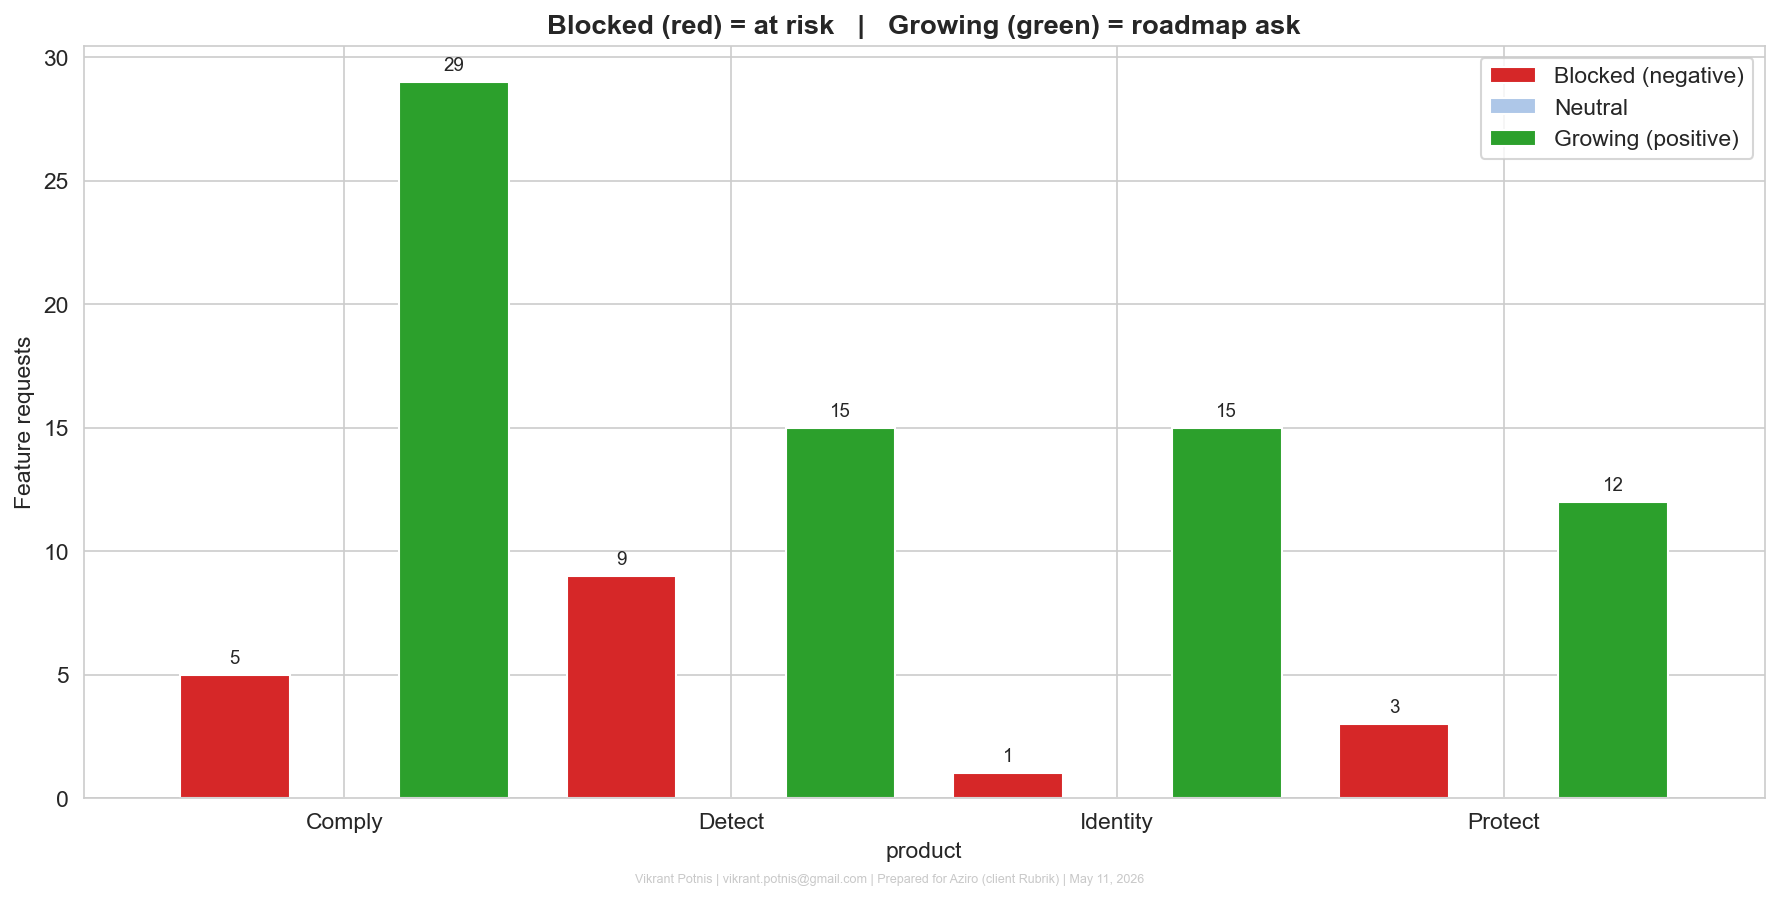 Blocked (red) = at risk | Growing (green) = roadmap ask
Blocked (negative)
Neutral
Growing (positive)
Feature requests
30
25
20
15
10
5
0
5
29
9
15
1
15
3
12
Comply
Detect
Identity
Protect
product
Vikrant Potnis | vikrant.potnis@gmail.com | Prepared for Aziro (client Rubrik) | May 11, 2026